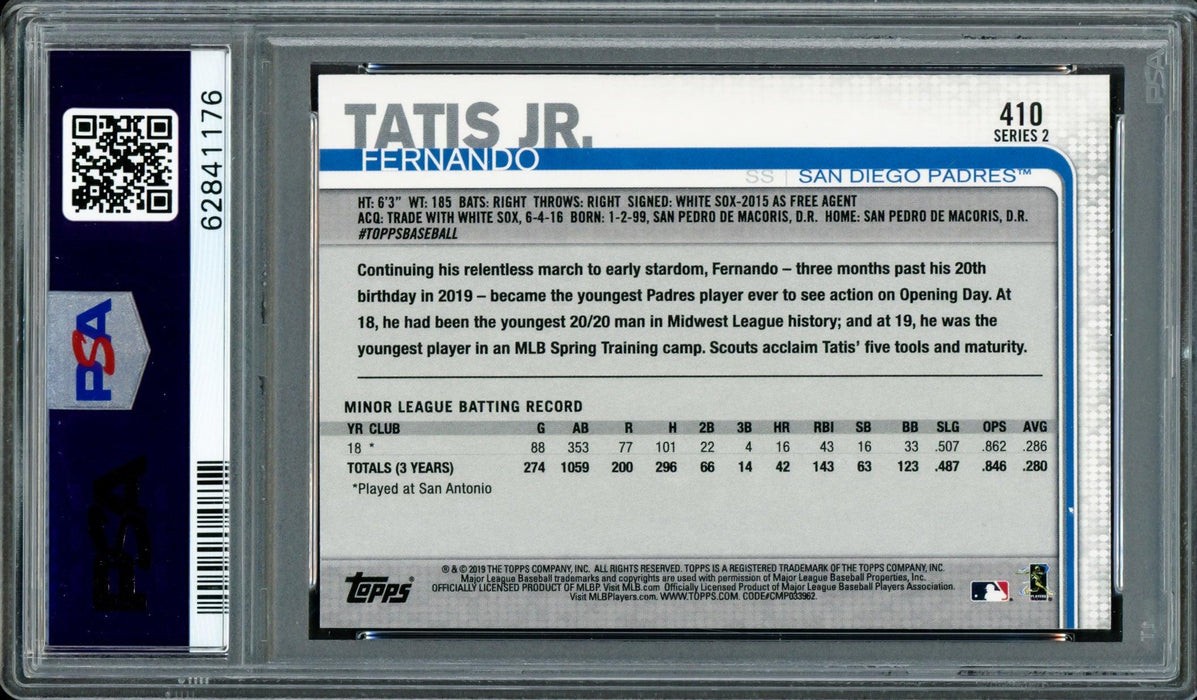 62841176
PSA
PSA
TATIS JR.
FERNANDO
410
SERIES 2
SS | SAN DIEGO PADRES™
HT: 6'3" WT: 185 BATS: RIGHT THROWS: RIGHT SIGNED: WHITE SOX-2015 AS FREE AGENT
ACQ: TRADE WITH WHITE SOX, 6-4-16 BORN: 1-2-99, SAN PEDRO DE MACORIS, D.R. HOME: SAN PEDRO DE MACORIS, D.R.
#TOPPSBASEBALL
Continuing his relentless march to early stardom, Fernando – three months past his 20th
birthday in 2019 – became the youngest Padres player ever to see action on Opening Day. At
18, he had been the youngest 20/20 man in Midwest League history; and at 19, he was the
youngest player in an MLB Spring Training camp. Scouts acclaim Tatis' five tools and maturity.
MINOR LEAGUE BATTING RECORD
YR CLUB G AB R H 2B 3B HR RBI SB BB SLG OPS AVG
18 * 88 353 77 101 22 4 16 43 16 33 .507 .862 .286
TOTALS (3 YEARS) 274 1059 200 296 66 14 42 143 63 123 .487 .846 .280
*Played at San Antonio
topps®
® & © 2019 THE TOPPS COMPANY, INC. ALL RIGHTS RESERVED. TOPPS IS A REGISTERED TRADEMARK OF THE TOPPS COMPANY, INC.
Major League Baseball trademarks and copyrights are used with permission of Major League Baseball Properties, Inc.
OFFICIALLY LICENSED PRODUCT OF MLBP. Visit MLB.com Officially Licensed Product of Major League Baseball Players Association.
Visit MLBPlayers.com. WWW.TOPPS.COM. CODE#CMP033962
PLAYERS
PSA